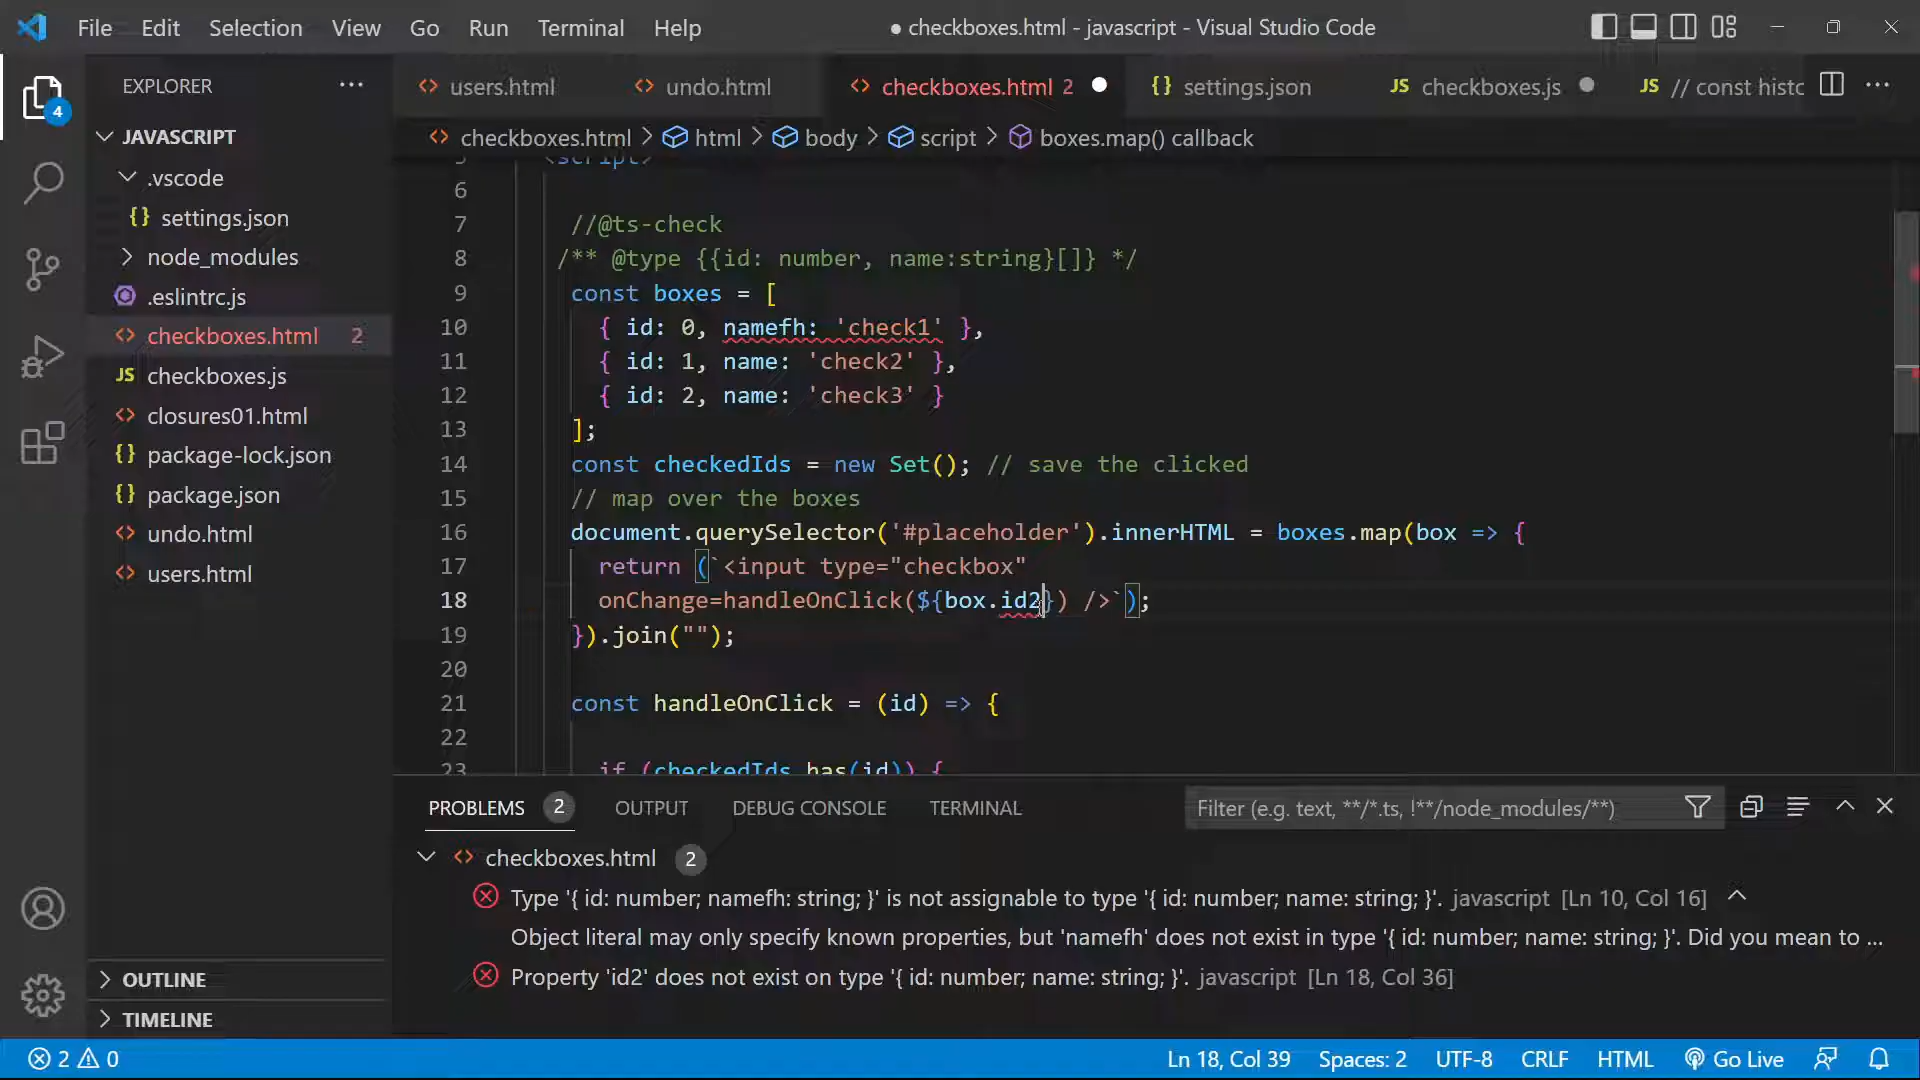 File Edit Selection View Go Run Terminal Help
● checkboxes.html - javascript - Visual Studio Code
EXPLORER
users.html
undo.html
checkboxes.html 2
settings.json
checkboxes.js
// const histo
4
JAVASCRIPT
.vscode
settings.json
node_modules
.eslintrc.js
checkboxes.html 2
checkboxes.js
closures01.html
package-lock.json
package.json
undo.html
users.html
OUTLINE
TIMELINE
checkboxes.html > html > body > script > boxes.map() callback
5 <script>
6
7 //@ts-check
8 /** @type {{id: number, name:string}[]} */
9 const boxes = [
10 { id: 0, namefh: 'check1' },
11 { id: 1, name: 'check2' },
12 { id: 2, name: 'check3' }
13 ];
14 const checkedIds = new Set(); // save the clicked
15 // map over the boxes
16 document.querySelector('#placeholder').innerHTML = boxes.map(box => {
17 return (`<input type="checkbox"
18 onChange=handleOnClick(${box.id2}) />`);
19 }).join("");
20
21 const handleOnClick = (id) => {
22
23 if (checkedIds.has(id)) {
PROBLEMS 2 OUTPUT DEBUG CONSOLE TERMINAL
Filter (e.g. text, **/*.ts, !**/node_modules/**)
checkboxes.html 2
Type '{ id: number; namefh: string; }' is not assignable to type '{ id: number; name: string; }'. javascript [Ln 10, Col 16]
Object literal may only specify known properties, but 'namefh' does not exist in type '{ id: number; name: string; }'. Did you mean to ...
Property 'id2' does not exist on type '{ id: number; name: string; }'. javascript [Ln 18, Col 36]
2 0
Ln 18, Col 39 Spaces: 2 UTF-8 CRLF HTML Go Live